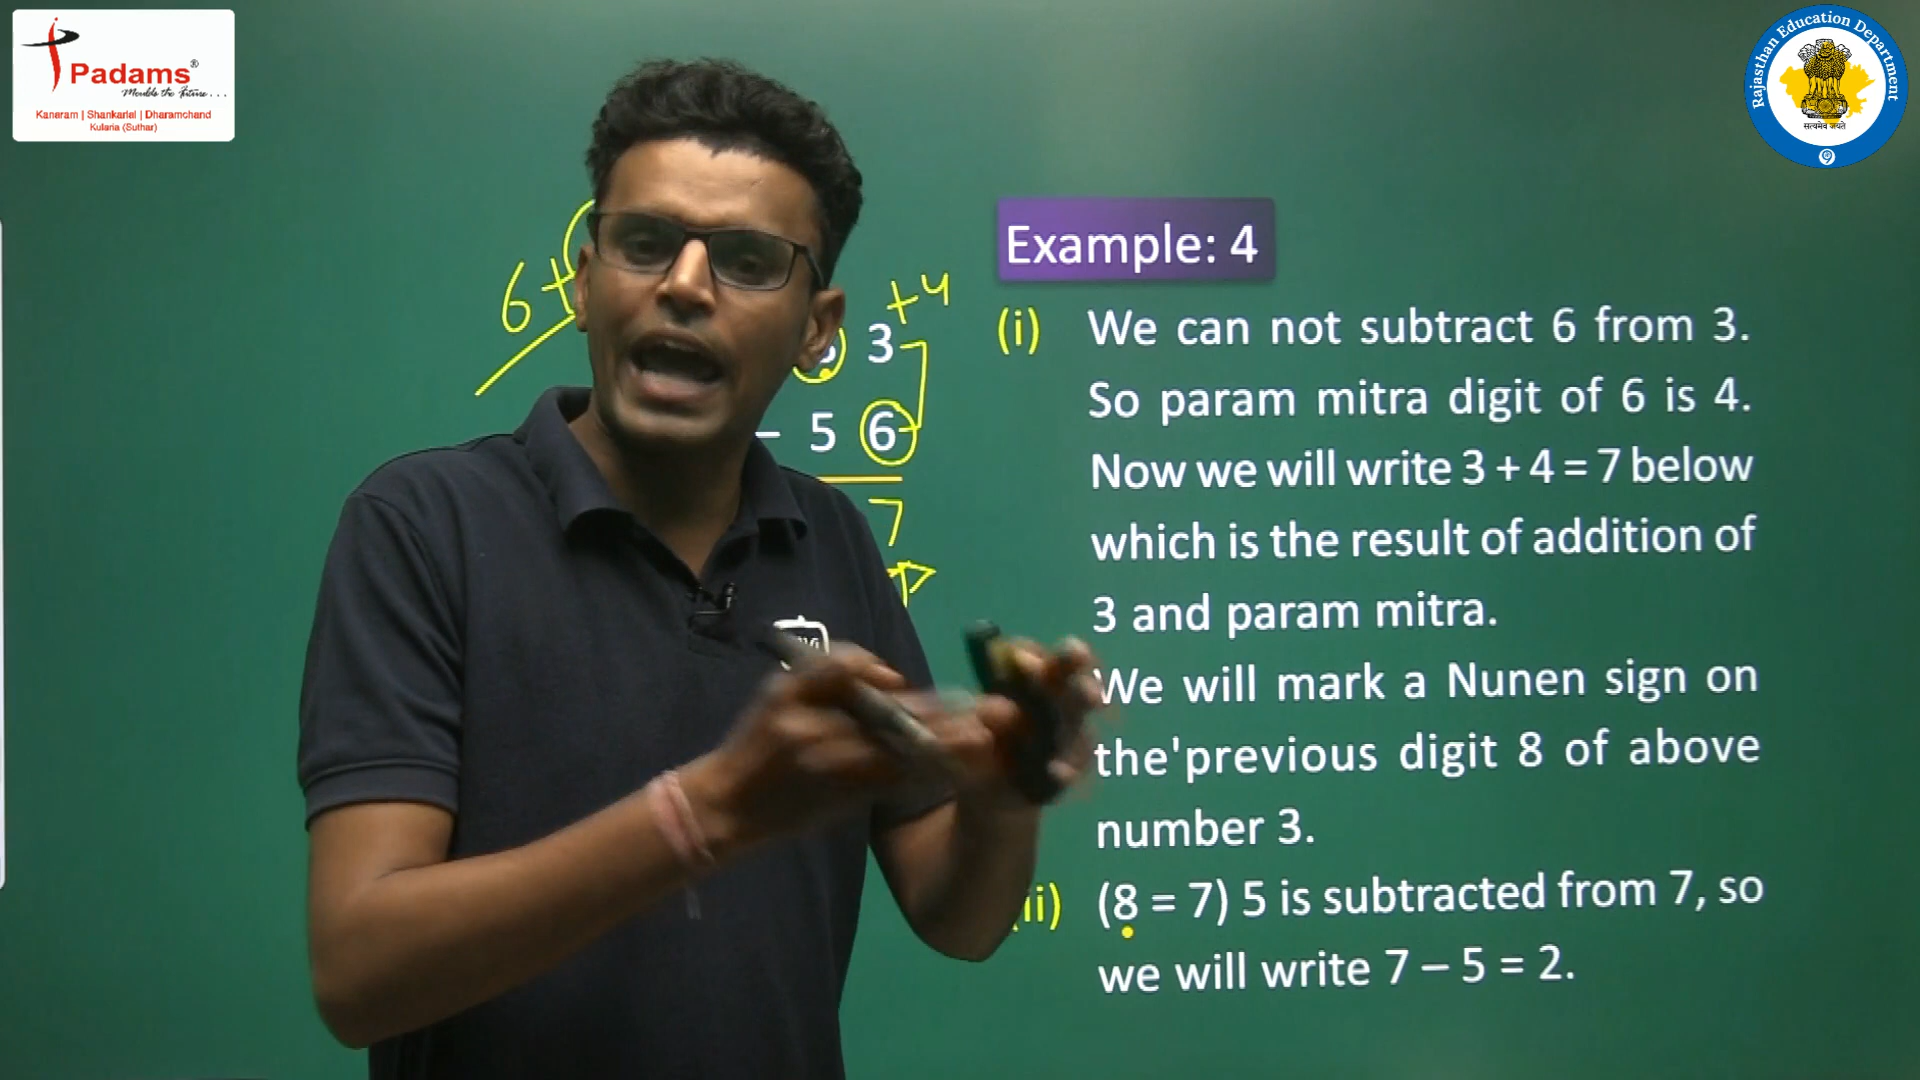 Padams®
Moulds the Future...
Kanaram | Shankarlal | Dharamchand
Kularia (Suthar)
Rajasthan Education Department
सत्यमेव जयते
Example: 4
6+
+4
3
– 5 6
7
(i) We can not subtract 6 from 3.
So param mitra digit of 6 is 4.
Now we will write 3 + 4 = 7 below
which is the result of addition of
3 and param mitra.
We will mark a Nunen sign on
the'previous digit 8 of above
number 3.
ii) (8̣ = 7) 5 is subtracted from 7, so
we will write 7 – 5 = 2.